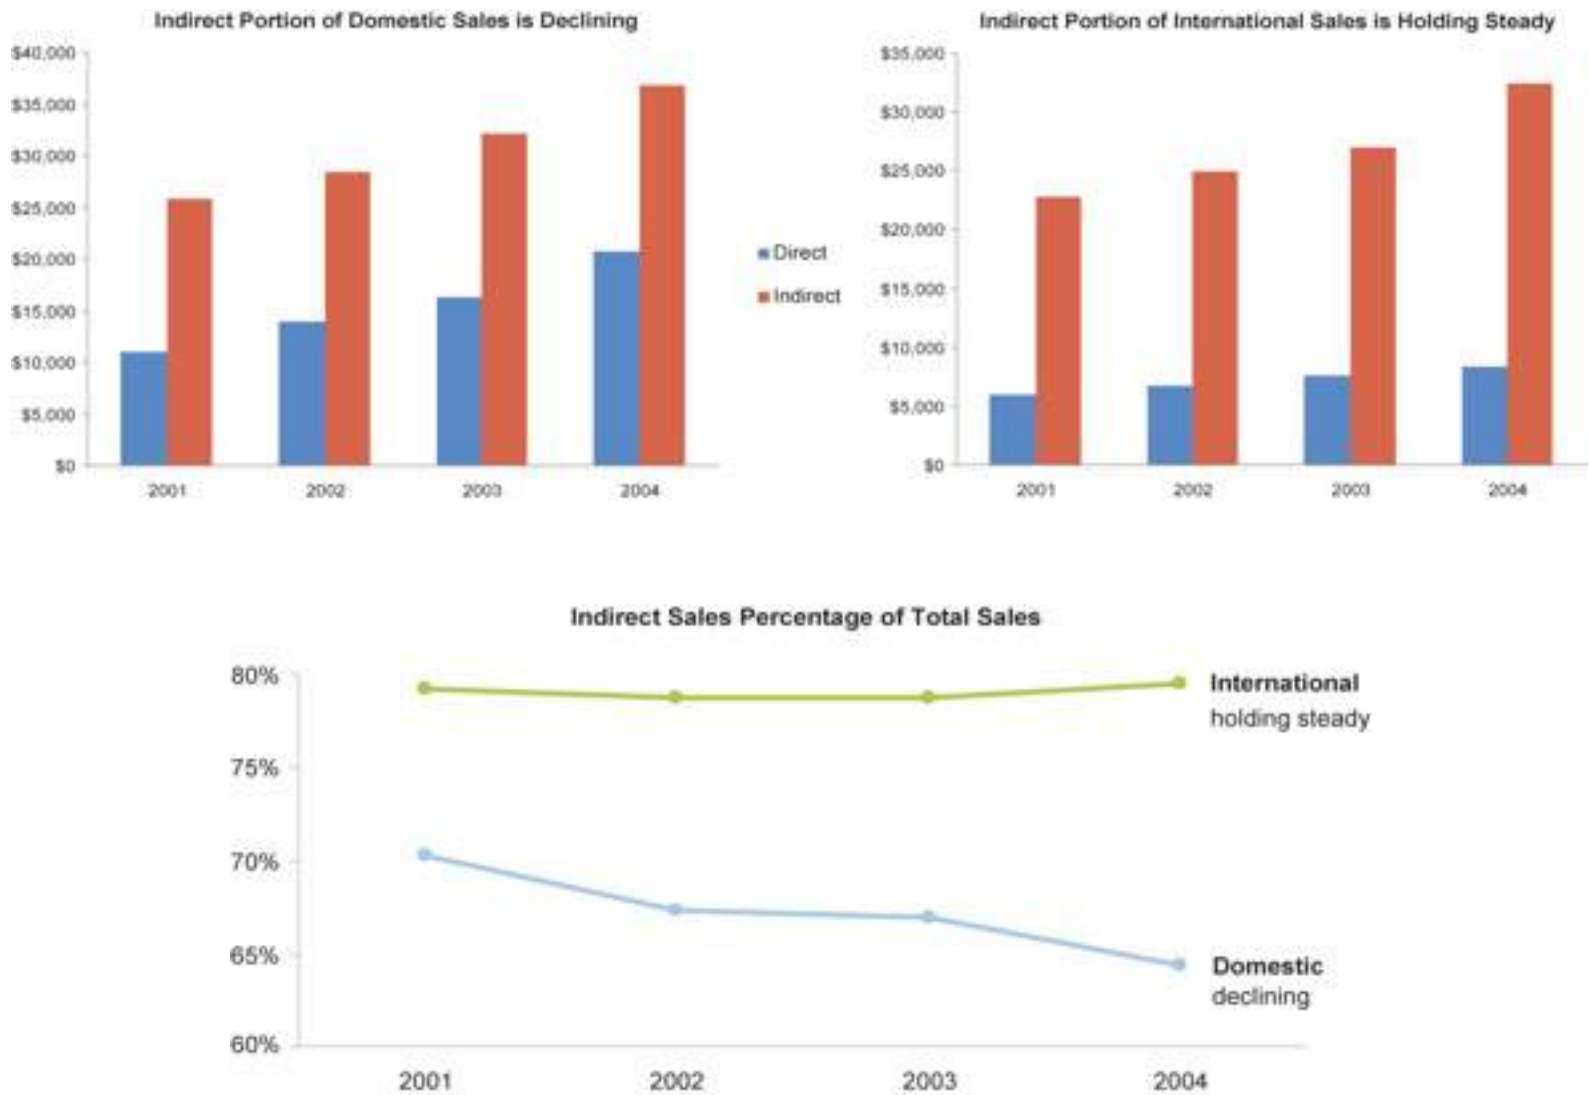 Indirect Portion of Domestic Sales is Declining
$40,000
$35,000
$30,000
$25,000
$20,000
$15,000
$10,000
$5,000
$0
2001 2002 2003 2004
Direct
Indirect
Indirect Portion of International Sales is Holding Steady
$35,000
$30,000
$25,000
$20,000
$15,000
$10,000
$5,000
$0
2001 2002 2003 2004
Indirect Sales Percentage of Total Sales
80%
75%
70%
65%
60%
International
holding steady
Domestic
declining
2001 2002 2003 2004